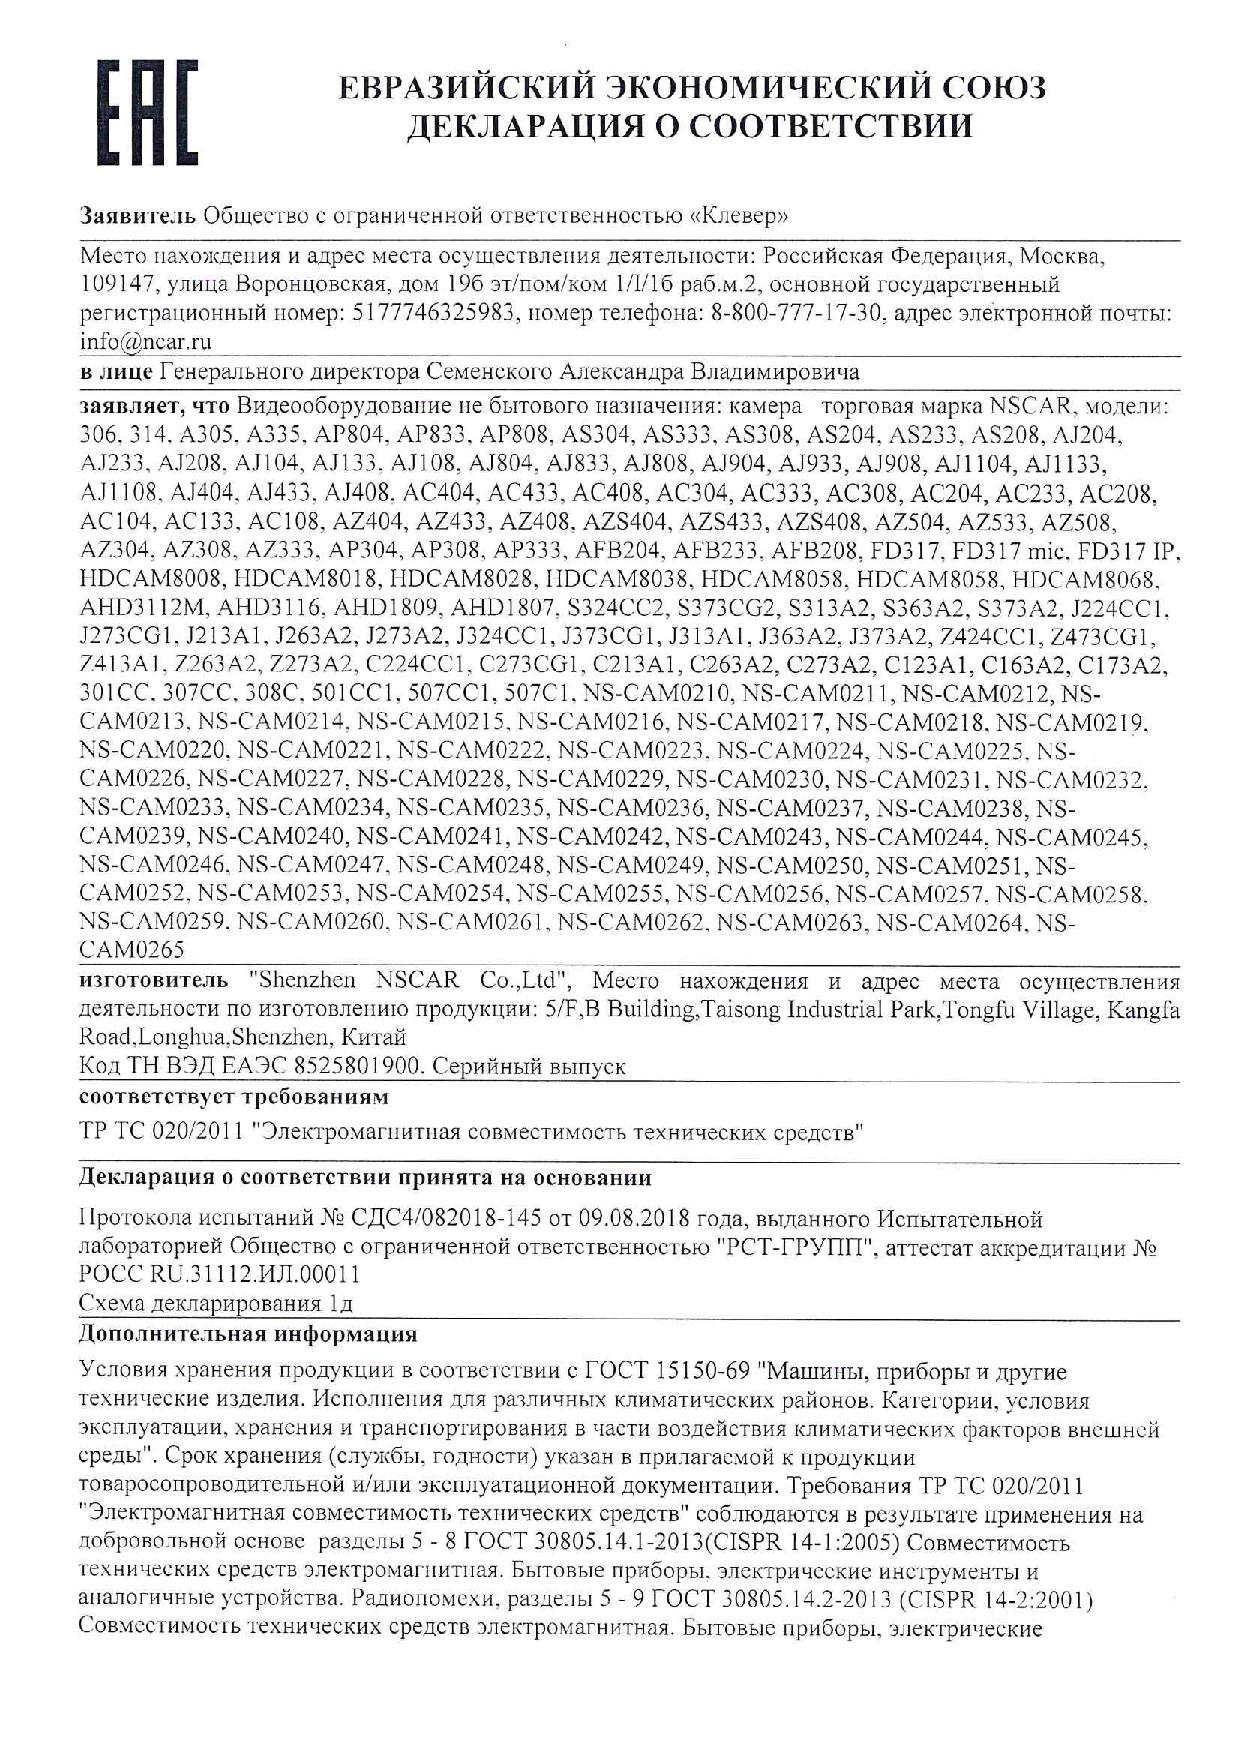 EAC
ЕВРАЗИЙСКИЙ ЭКОНОМИЧЕСКИЙ СОЮЗ
ДЕКЛАРАЦИЯ О СООТВЕТСТВИИ
Заявитель Общество с ограниченной ответственностью «Клевер»
Место нахождения и адрес места осуществления деятельности: Российская Федерация, Москва,
109147, улица Воронцовская, дом 19б эт/пом/ком 1/I/1б раб.м.2, основной государственный
регистрационный номер: 5177746325983, номер телефона: 8-800-777-17-30, адрес электронной почты:
info@ncar.ru
в лице Генерального директора Семенского Александра Владимировича
заявляет, что Видеооборудование не бытового назначения: камера торговая марка NSCAR, модели:
306, 314, A305, A335, AP804, AP833, AP808, AS304, AS333, AS308, AS204, AS233, AS208, AJ204,
AJ233, AJ208, AJ104, AJ133, AJ108, AJ804, AJ833, AJ808, AJ904, AJ933, AJ908, AJ1104, AJ1133,
AJ1108, AJ404, AJ433, AJ408, AC404, AC433, AC408, AC304, AC333, AC308, AC204, AC233, AC208,
AC104, AC133, AC108, AZ404, AZ433, AZ408, AZS404, AZS433, AZS408, AZ504, AZ533, AZ508,
AZ304, AZ308, AZ333, AP304, AP308, AP333, AFB204, AFB233, AFB208, FD317, FD317 mic, FD317 IP,
HDCAM8008, HDCAM8018, HDCAM8028, HDCAM8038, HDCAM8058, HDCAM8058, HDCAM8068,
AHD3112M, AHD3116, AHD1809, AHD1807, S324CC2, S373CG2, S313A2, S363A2, S373A2, J224CC1,
J273CG1, J213A1, J263A2, J273A2, J324CC1, J373CG1, J313A1, J363A2, J373A2, Z424CC1, Z473CG1,
Z413A1, Z263A2, Z273A2, C224CC1, C273CG1, C213A1, C263A2, C273A2, C123A1, C163A2, C173A2,
301CC, 307CC, 308C, 501CC1, 507CC1, 507C1, NS-CAM0210, NS-CAM0211, NS-CAM0212, NS-
CAM0213, NS-CAM0214, NS-CAM0215, NS-CAM0216, NS-CAM0217, NS-CAM0218, NS-CAM0219,
NS-CAM0220, NS-CAM0221, NS-CAM0222, NS-CAM0223, NS-CAM0224, NS-CAM0225, NS-
CAM0226, NS-CAM0227, NS-CAM0228, NS-CAM0229, NS-CAM0230, NS-CAM0231, NS-CAM0232,
NS-CAM0233, NS-CAM0234, NS-CAM0235, NS-CAM0236, NS-CAM0237, NS-CAM0238, NS-
CAM0239, NS-CAM0240, NS-CAM0241, NS-CAM0242, NS-CAM0243, NS-CAM0244, NS-CAM0245,
NS-CAM0246, NS-CAM0247, NS-CAM0248, NS-CAM0249, NS-CAM0250, NS-CAM0251, NS-
CAM0252, NS-CAM0253, NS-CAM0254, NS-CAM0255, NS-CAM0256, NS-CAM0257, NS-CAM0258,
NS-CAM0259, NS-CAM0260, NS-CAM0261, NS-CAM0262, NS-CAM0263, NS-CAM0264, NS-
CAM0265
изготовитель "Shenzhen NSCAR Co.,Ltd", Место нахождения и адрес места осуществления
деятельности по изготовлению продукции: 5/F,B Building,Taisong Industrial Park,Tongfu Village, Kangfa
Road,Longhua,Shenzhen, Китай
Код ТН ВЭД ЕАЭС 8525801900. Серийный выпуск
соответствует требованиям
ТР ТС 020/2011 "Электромагнитная совместимость технических средств"
Декларация о соответствии принята на основании
Протокола испытаний № СДС4/082018-145 от 09.08.2018 года, выданного Испытательной
лабораторией Общество с ограниченной ответственностью "РСТ-ГРУПП", аттестат аккредитации №
РОСС RU.31112.ИЛ.00011
Схема декларирования 1д
Дополнительная информация
Условия хранения продукции в соответствии с ГОСТ 15150-69 "Машины, приборы и другие
технические изделия. Исполнения для различных климатических районов. Категории, условия
эксплуатации, хранения и транспортирования в части воздействия климатических факторов внешней
среды". Срок хранения (службы, годности) указан в прилагаемой к продукции
товаросопроводительной и/или эксплуатационной документации. Требования ТР ТС 020/2011
"Электромагнитная совместимость технических средств" соблюдаются в результате применения на
добровольной основе разделы 5 - 8 ГОСТ 30805.14.1-2013(CISPR 14-1:2005) Совместимость
технических средств электромагнитная. Бытовые приборы, электрические инструменты и
аналогичные устройства. Радиопомехи, разделы 5 - 9 ГОСТ 30805.14.2-2013 (CISPR 14-2:2001)
Совместимость технических средств электромагнитная. Бытовые приборы, электрические